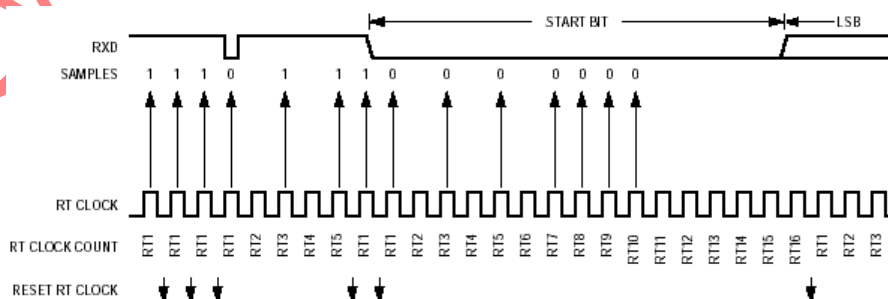 START BIT LSB
RXD
SAMPLES 1 1 1 0 1 1 1 0 0 0 0 0 0 0
RT CLOCK
RT CLOCK COUNT RT1 RT1 RT1 RT1 RT2 RT3 RT4 RT5 RT1 RT1 RT2 RT3 RT4 RT5 RT6 RT7 RT8 RT9 RT10 RT11 RT12 RT13 RT14 RT15 RT16 RT1 RT2 RT3
RESET RT CLOCK